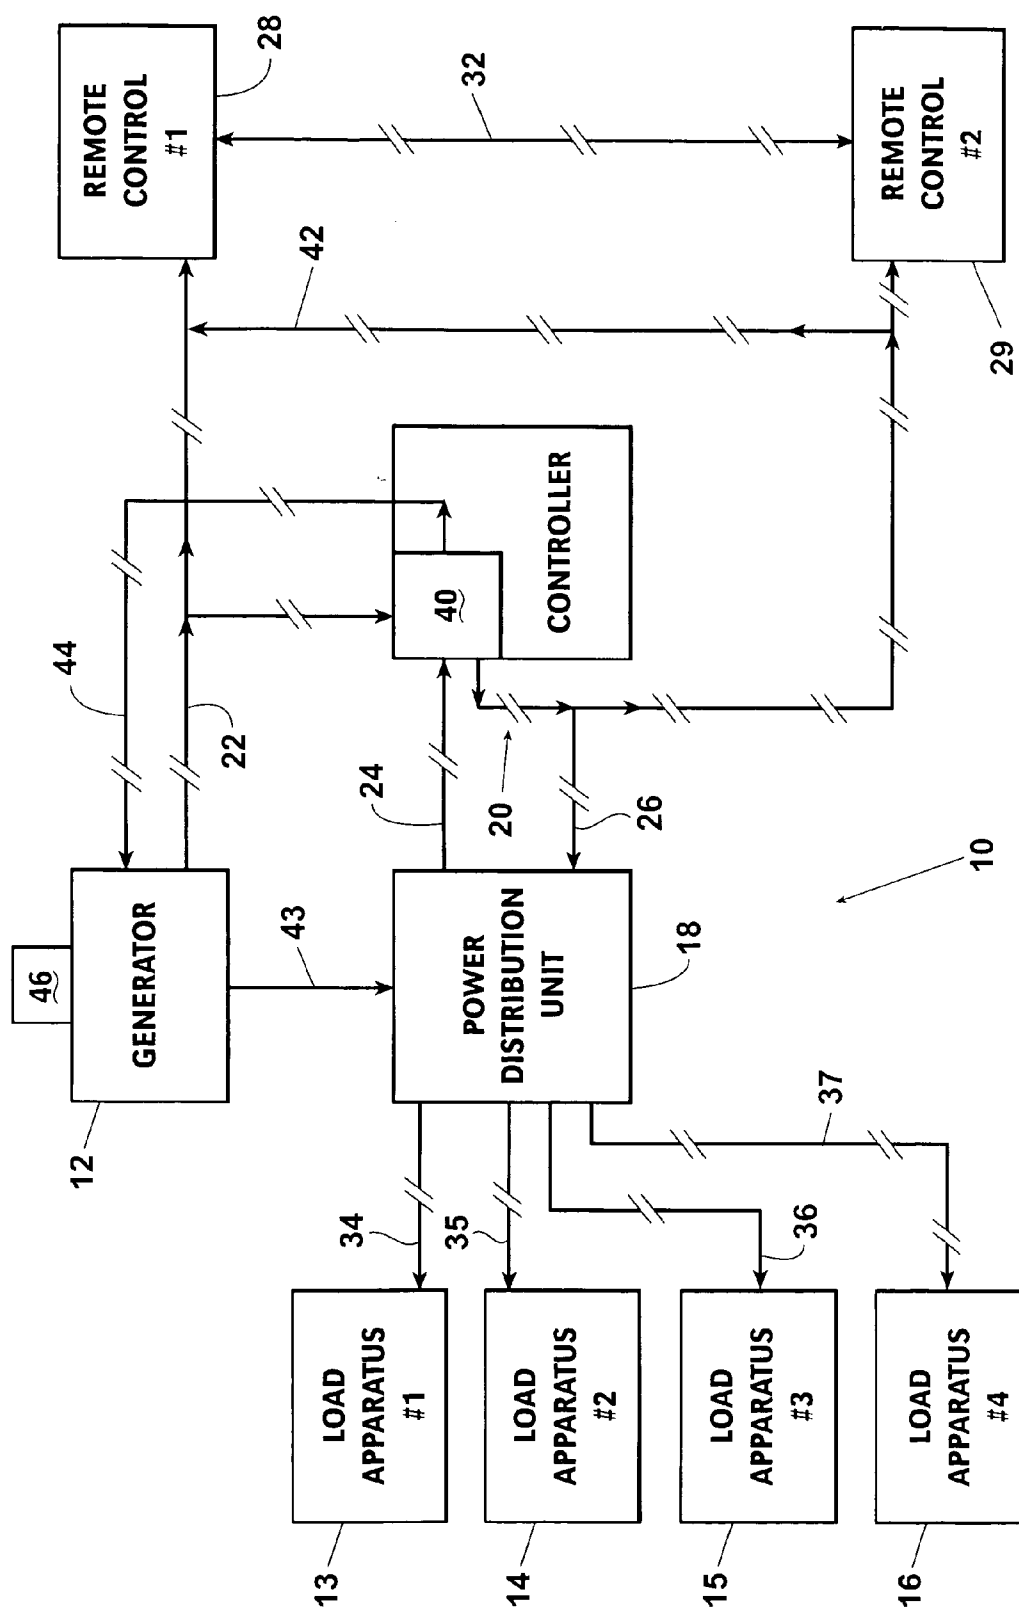 46
GENERATOR
12
44
22
43
REMOTE
CONTROL
#1
28
32
42
REMOTE
CONTROL
#2
29
40
CONTROLLER
24
20
26
POWER
DISTRIBUTION
UNIT
18
10
34
35
36
37
LOAD
APPARATUS
#1
13
LOAD
APPARATUS
#2
14
LOAD
APPARATUS
#3
15
LOAD
APPARATUS
#4
16